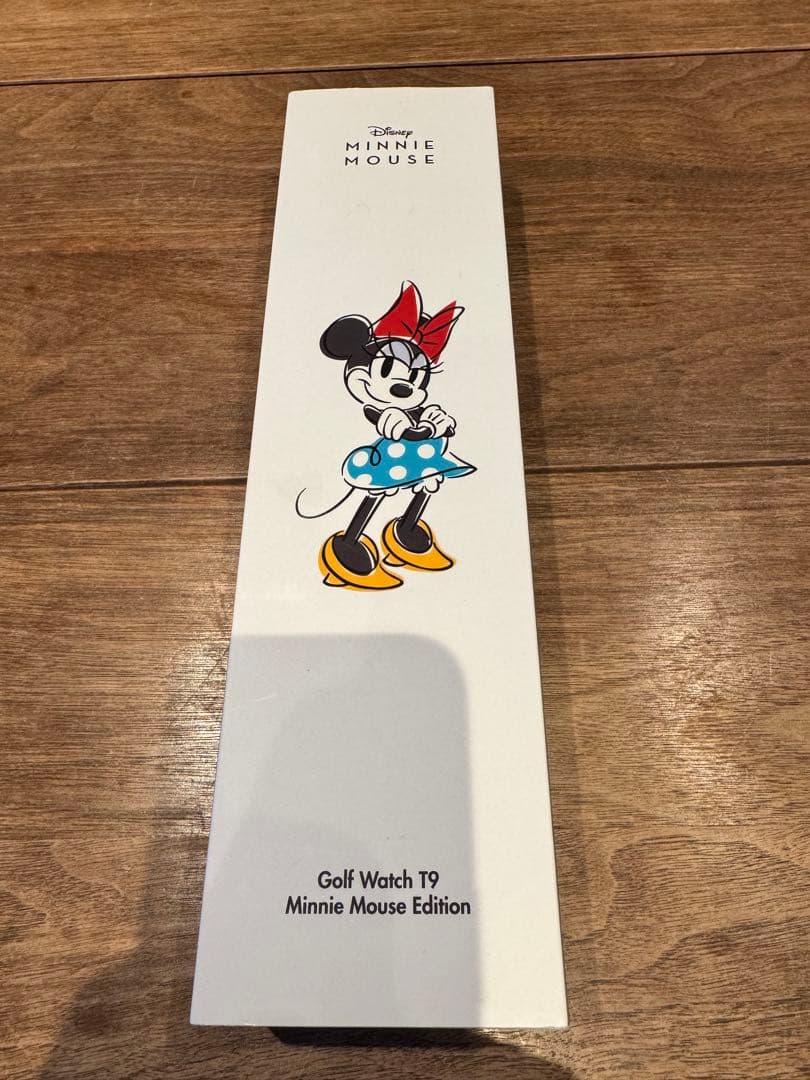 Disney
MINNIE
MOUSE
Golf Watch T9
Minnie Mouse Edition